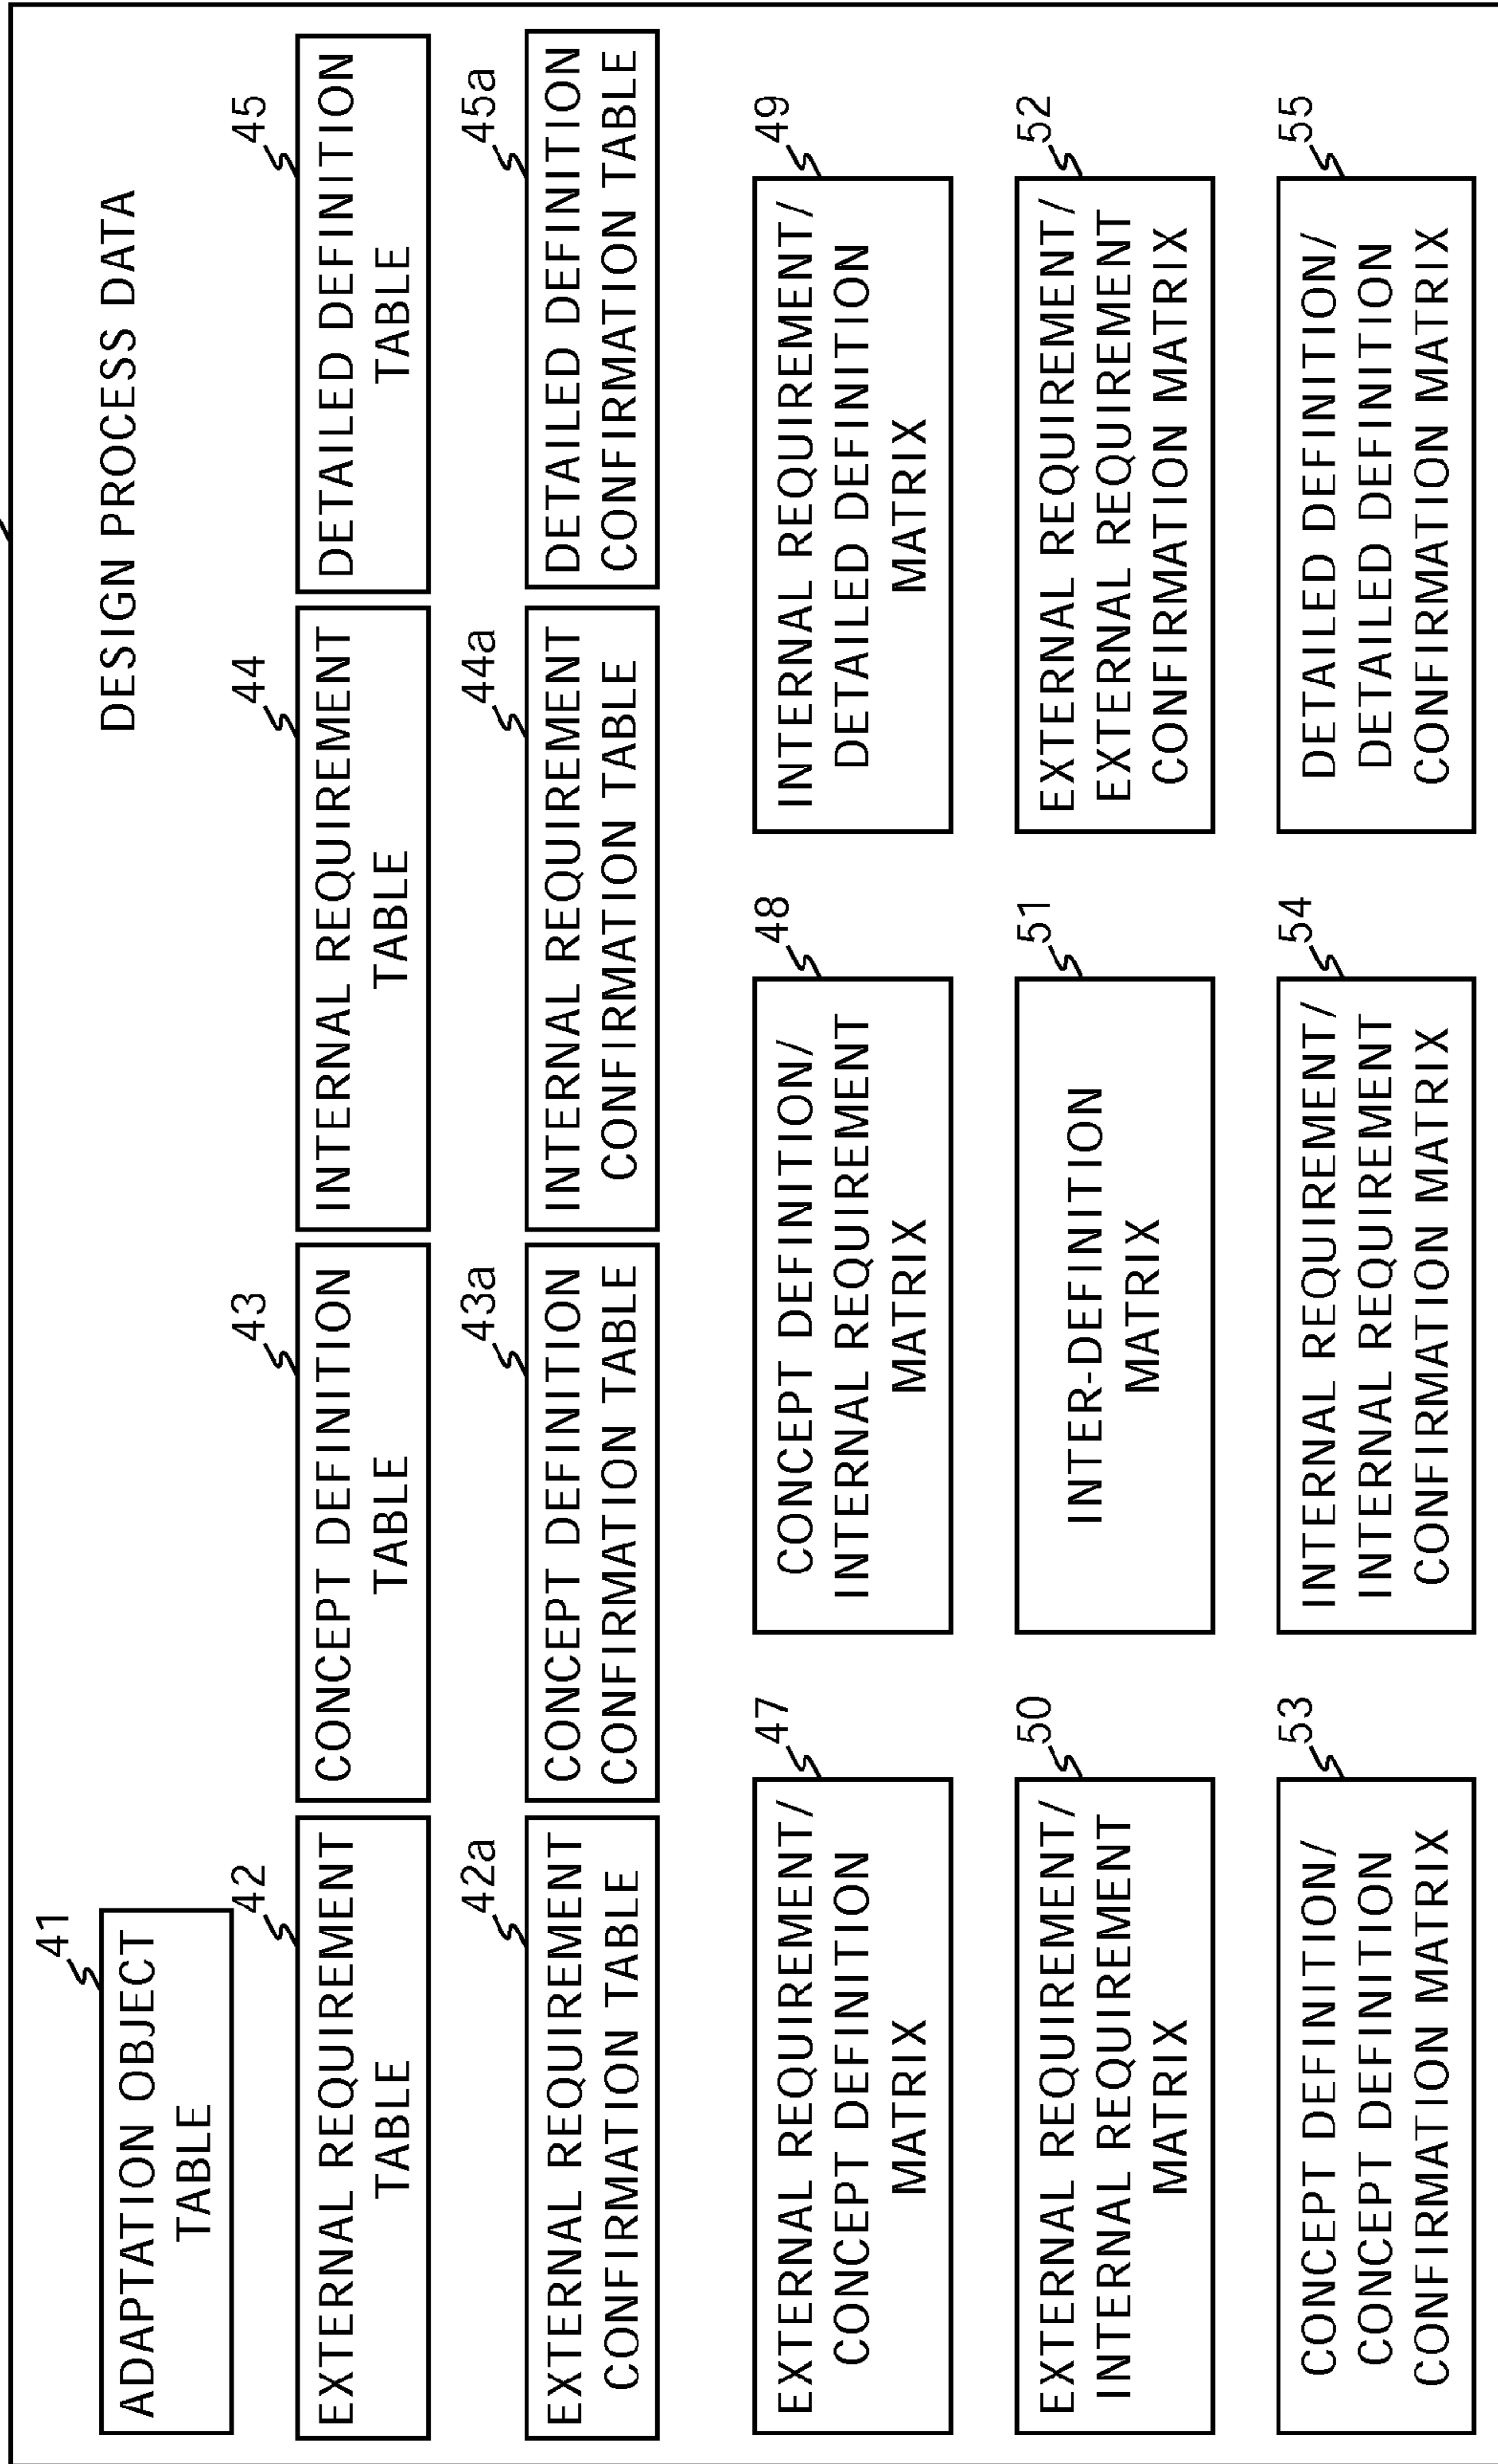 DESIGN PROCESS DATA
41
ADAPTATION OBJECT
TABLE
42
EXTERNAL REQUIREMENT
TABLE
43
CONCEPT DEFINITION
TABLE
44
INTERNAL REQUIREMENT
TABLE
45
DETAILED DEFINITION
TABLE
42a
EXTERNAL REQUIREMENT
CONFIRMATION TABLE
43a
CONCEPT DEFINITION
CONFIRMATION TABLE
44a
INTERNAL REQUIREMENT
CONFIRMATION TABLE
45a
DETAILED DEFINITION
CONFIRMATION TABLE
47
EXTERNAL REQUIREMENT/
CONCEPT DEFINITION
MATRIX
48
CONCEPT DEFINITION/
INTERNAL REQUIREMENT
MATRIX
49
INTERNAL REQUIREMENT/
DETAILED DEFINITION
MATRIX
50
EXTERNAL REQUIREMENT/
INTERNAL REQUIREMENT
MATRIX
51
INTER-DEFINITION
MATRIX
52
EXTERNAL REQUIREMENT/
EXTERNAL REQUIREMENT
CONFIRMATION MATRIX
53
CONCEPT DEFINITION/
CONCEPT DEFINITION
CONFIRMATION MATRIX
54
INTERNAL REQUIREMENT/
INTERNAL REQUIREMENT
CONFIRMATION MATRIX
55
DETAILED DEFINITION/
DETAILED DEFINITION
CONFIRMATION MATRIX